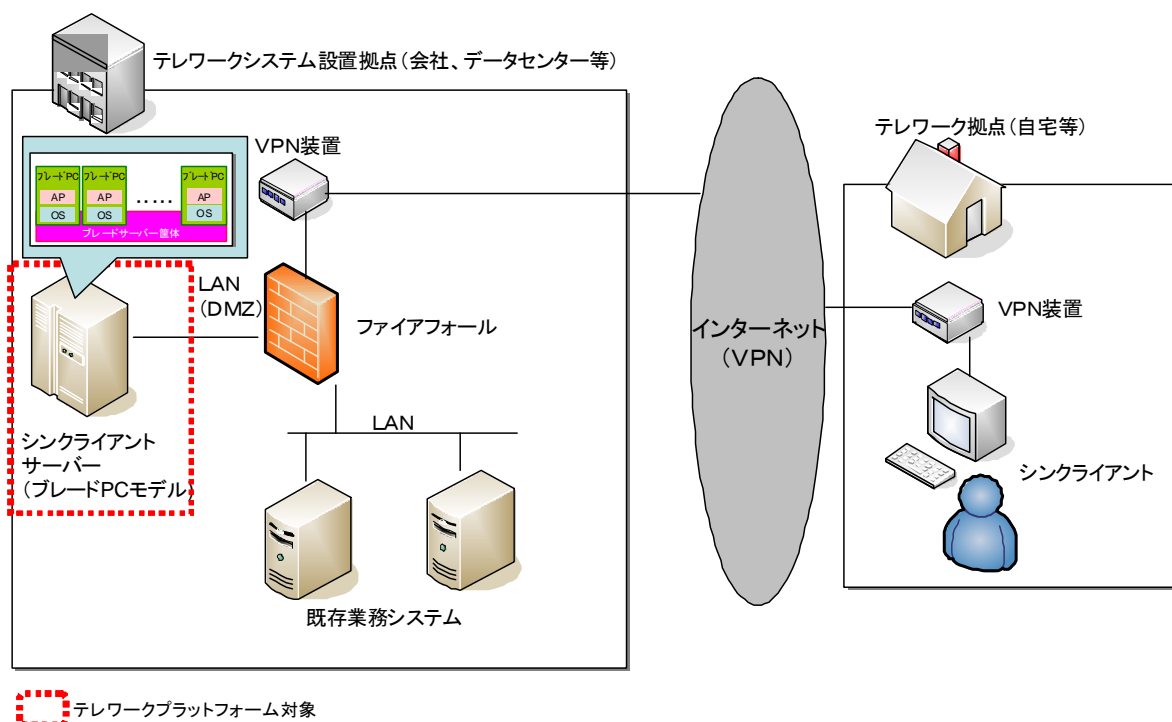 テレワークシステム設置拠点（会社、データセンター等）
VPN装置
ブレードPC ブレードPC ブレードPC
AP AP ..... AP
OS OS OS
ブレードサーバー筐体
LAN
（DMZ）
ファイアフォール
シンクライアント
サーバー
（ブレードPCモデル）
LAN
既存業務システム
インターネット
（VPN）
テレワーク拠点（自宅等）
VPN装置
シンクライアント
テレワークプラットフォーム対象